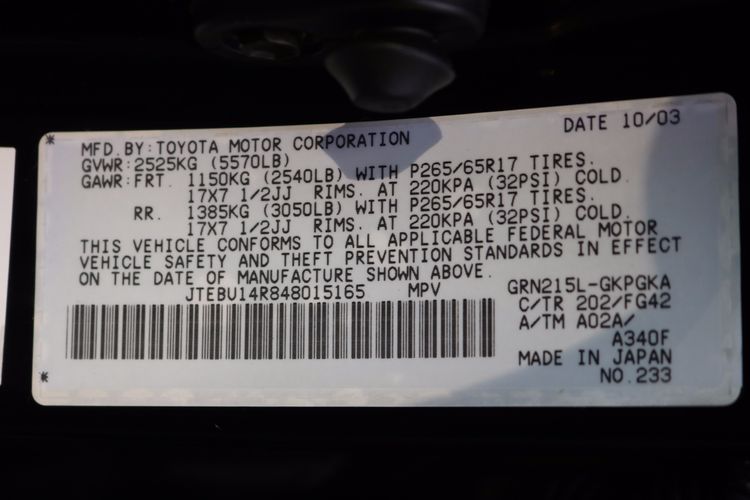 DATE 10/03
MFD. BY: TOYOTA MOTOR CORPORATION
GVWR: 2525KG (5570LB)
GAWR: FRT. 1150KG (2540LB) WITH P265/65R17 TIRES.
17X7 1/2JJ RIMS. AT 220KPA (32PSI) COLD.
RR. 1385KG (3050LB) WITH P265/65R17 TIRES.
17X7 1/2JJ RIMS. AT 220KPA (32PSI) COLD.
THIS VEHICLE CONFORMS TO ALL APPLICABLE FEDERAL MOTOR
VEHICLE SAFETY AND THEFT PREVENTION STANDARDS IN EFFECT
ON THE DATE OF MANUFACTURE SHOWN ABOVE.
JTEBU14R848015165 MPV
GRN215L-GKPGKA
C/TR 202/FG42
A/TM A02A/
A340F
MADE IN JAPAN
NO. 233